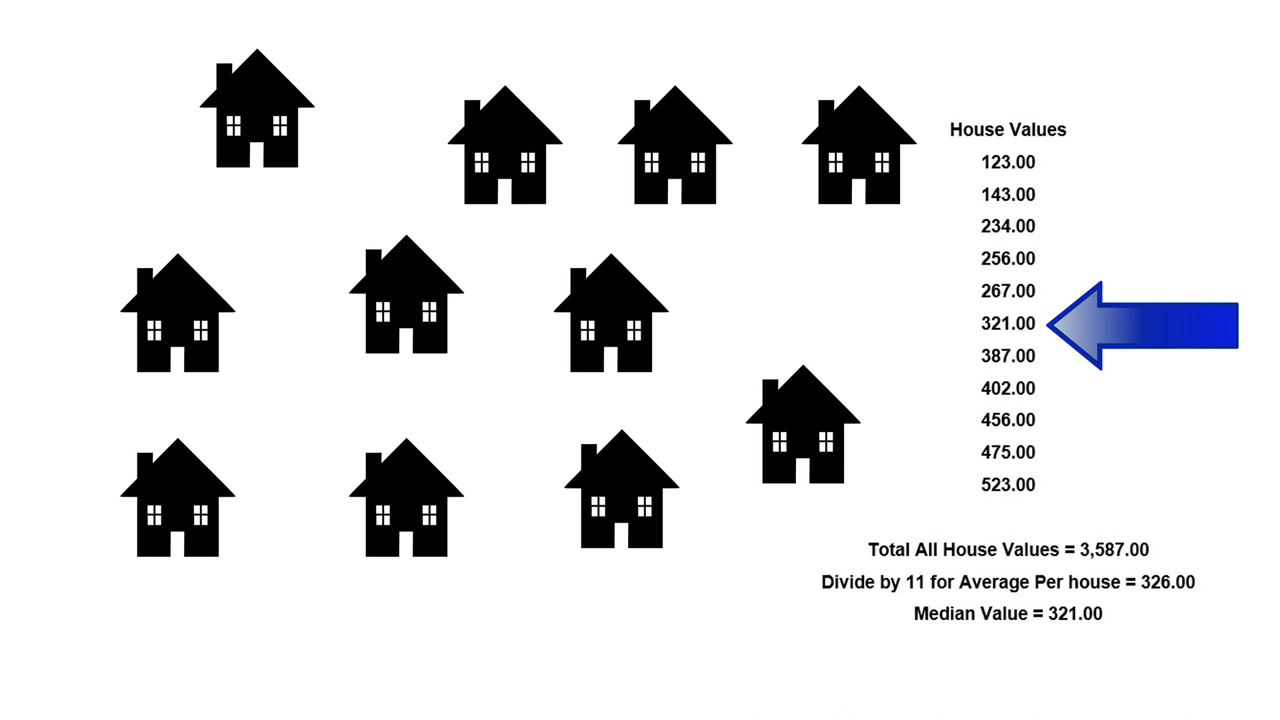 House Values
123.00
143.00
234.00
256.00
267.00
321.00
387.00
402.00
456.00
475.00
523.00
Total All House Values = 3,587.00
Divide by 11 for Average Per house = 326.00
Median Value = 321.00